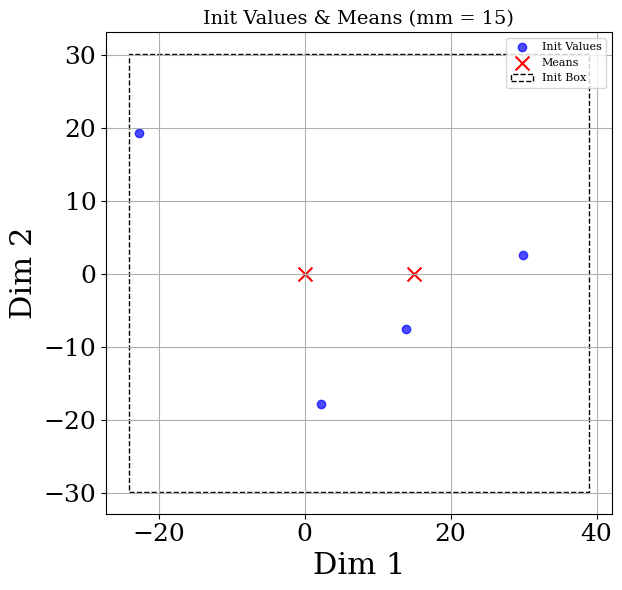 Init Values & Means (mm = 15)
Init Values
Means
Init Box
30
20
10
0
−10
−20
−30
Dim 2
−20 0 20 40
Dim 1